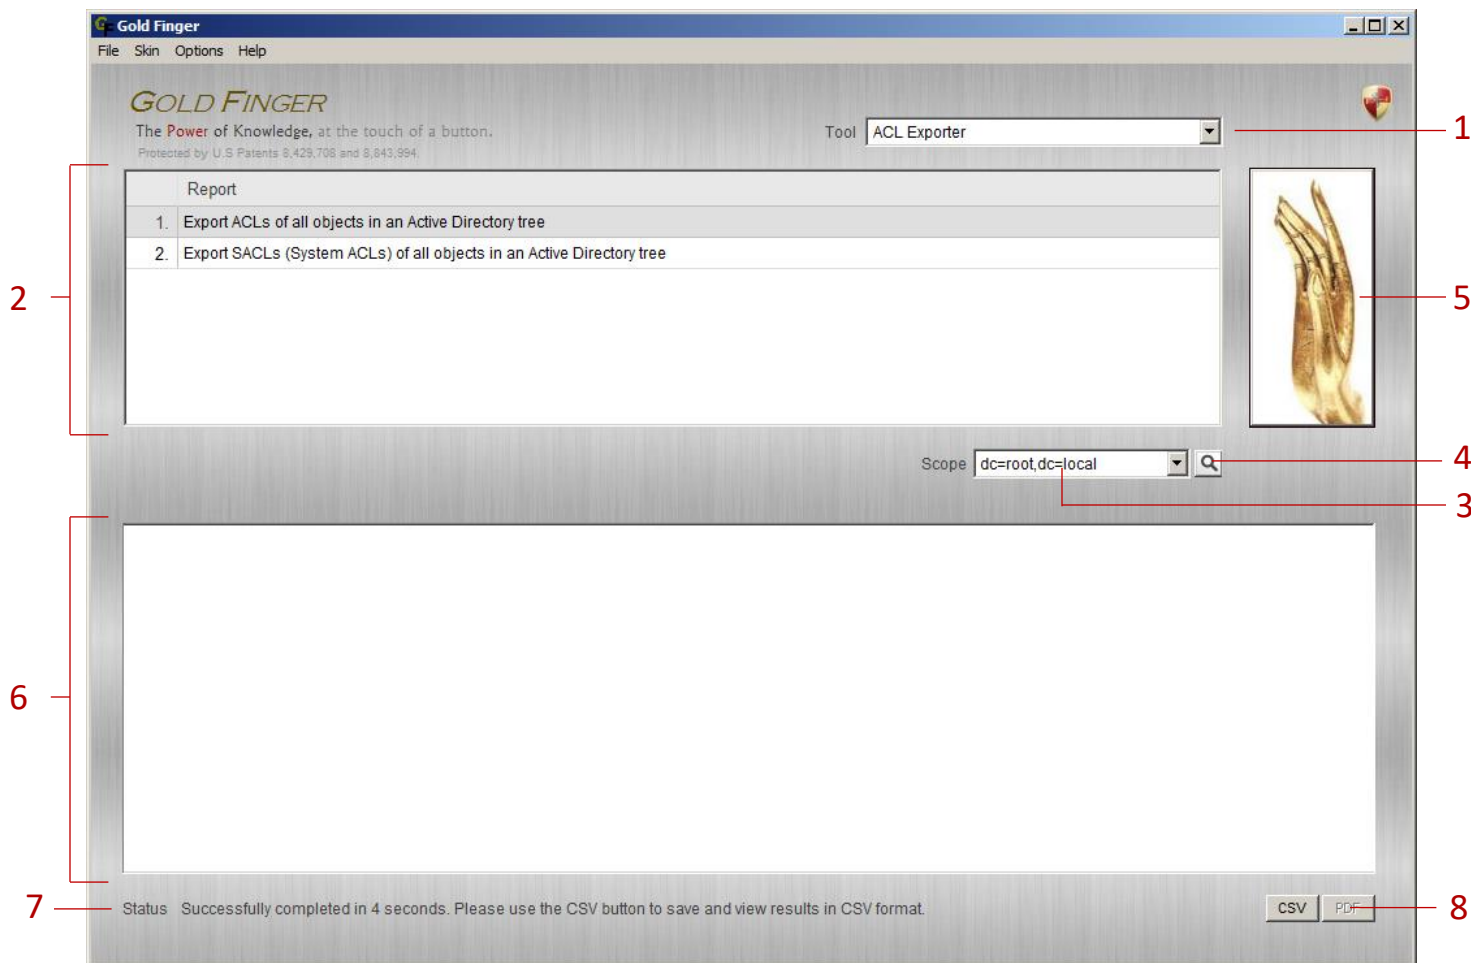 Gold Finger
File Skin Options Help
GOLD FINGER
The Power of Knowledge, at the touch of a button.
Protected by U.S Patents 8,429,708 and 8,843,994.
Tool ACL Exporter
1
2
Report
1. Export ACLs of all objects in an Active Directory tree
2. Export SACLs (System ACLs) of all objects in an Active Directory tree
5
Scope dc=root,dc=local
4
3
6
7
Status Successfully completed in 4 seconds. Please use the CSV button to save and view results in CSV format.
CSV PDF
8